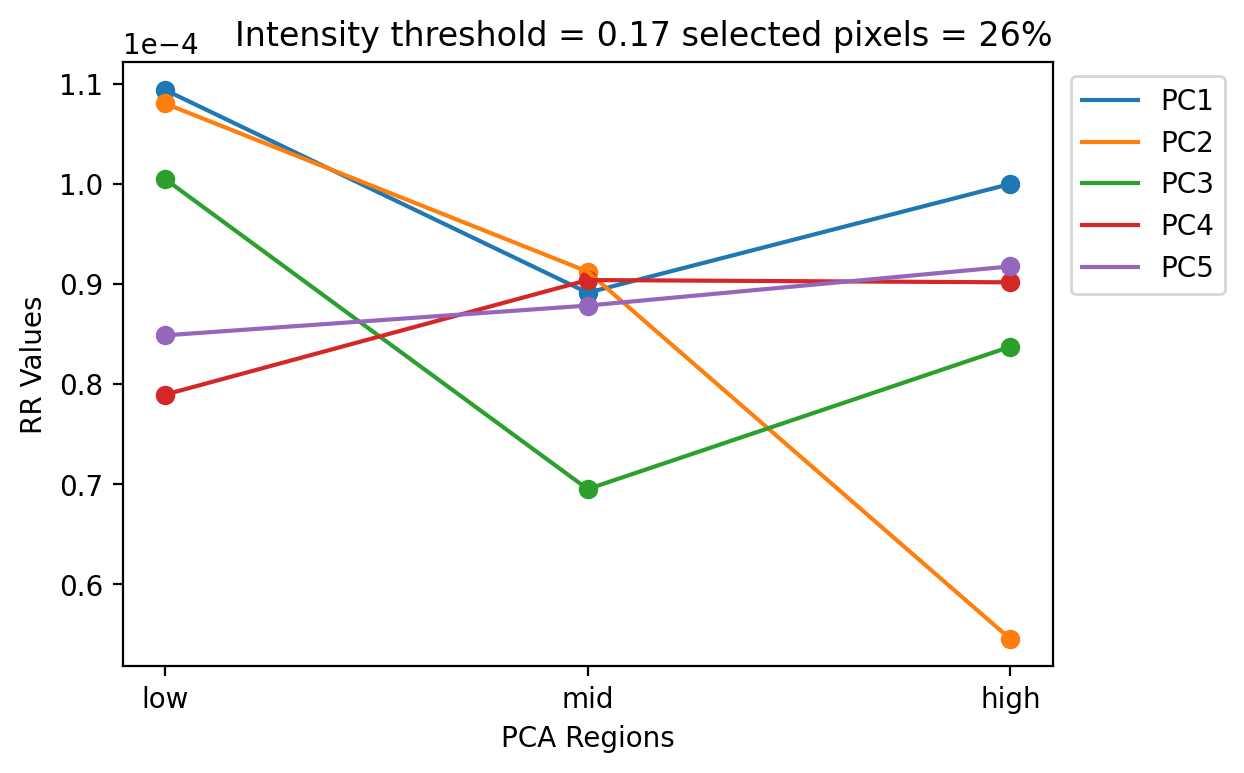 Intensity threshold = 0.17 selected pixels = 26%
1e−4
1.1
1.0
0.9
0.8
0.7
0.6
RR Values
low
mid
high
PCA Regions
PC1
PC2
PC3
PC4
PC5